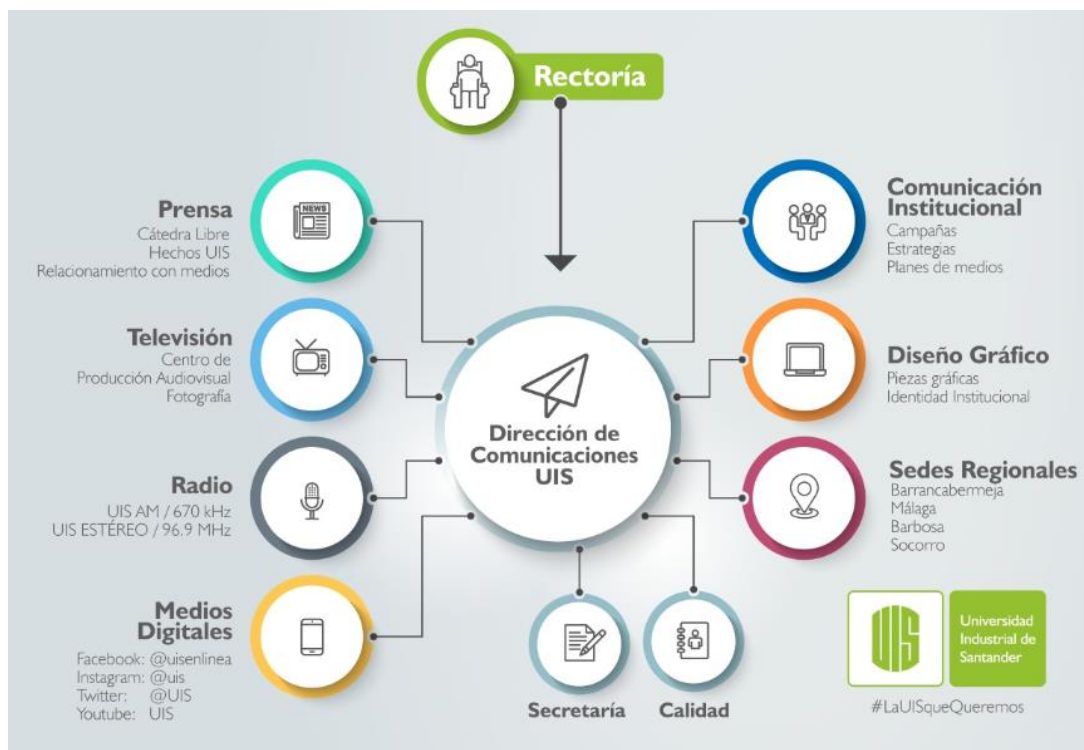 Rectoría
Prensa
Cátedra Libre
Hechos UIS
Relacionamiento con medios
NEWS
Televisión
Centro de
Producción Audiovisual
Fotografía
Radio
UIS AM / 670 kHz
UIS ESTÉREO / 96.9 MHz
Medios
Digitales
Facebook: @uisenlinea
Instagram: @uis
Twitter: @UIS
Youtube: UIS
Dirección de
Comunicaciones
UIS
Secretaría
Calidad
Comunicación
Institucional
Campañas
Estrategias
Planes de medios
Diseño Gráfico
Piezas gráficas
Identidad Institucional
Sedes Regionales
Barrancabermeja
Málaga
Barbosa
Socorro
UIS
Universidad
Industrial de
Santander
#LaUISqueQueremos